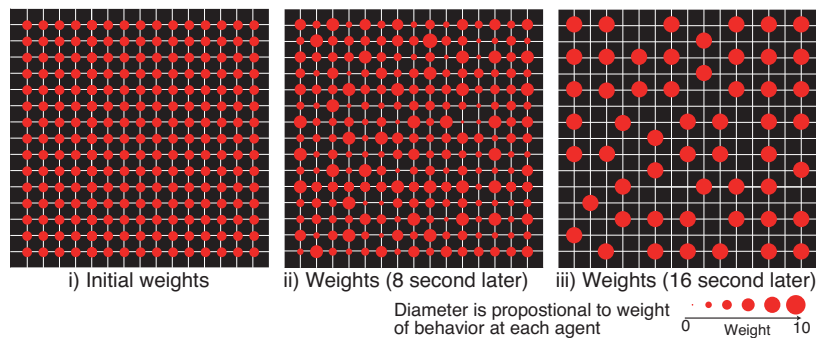 i) Initial weights
ii) Weights (8 second later)
iii) Weights (16 second later)
Diameter is propostional to weight
of behavior at each agent
0 Weight 10